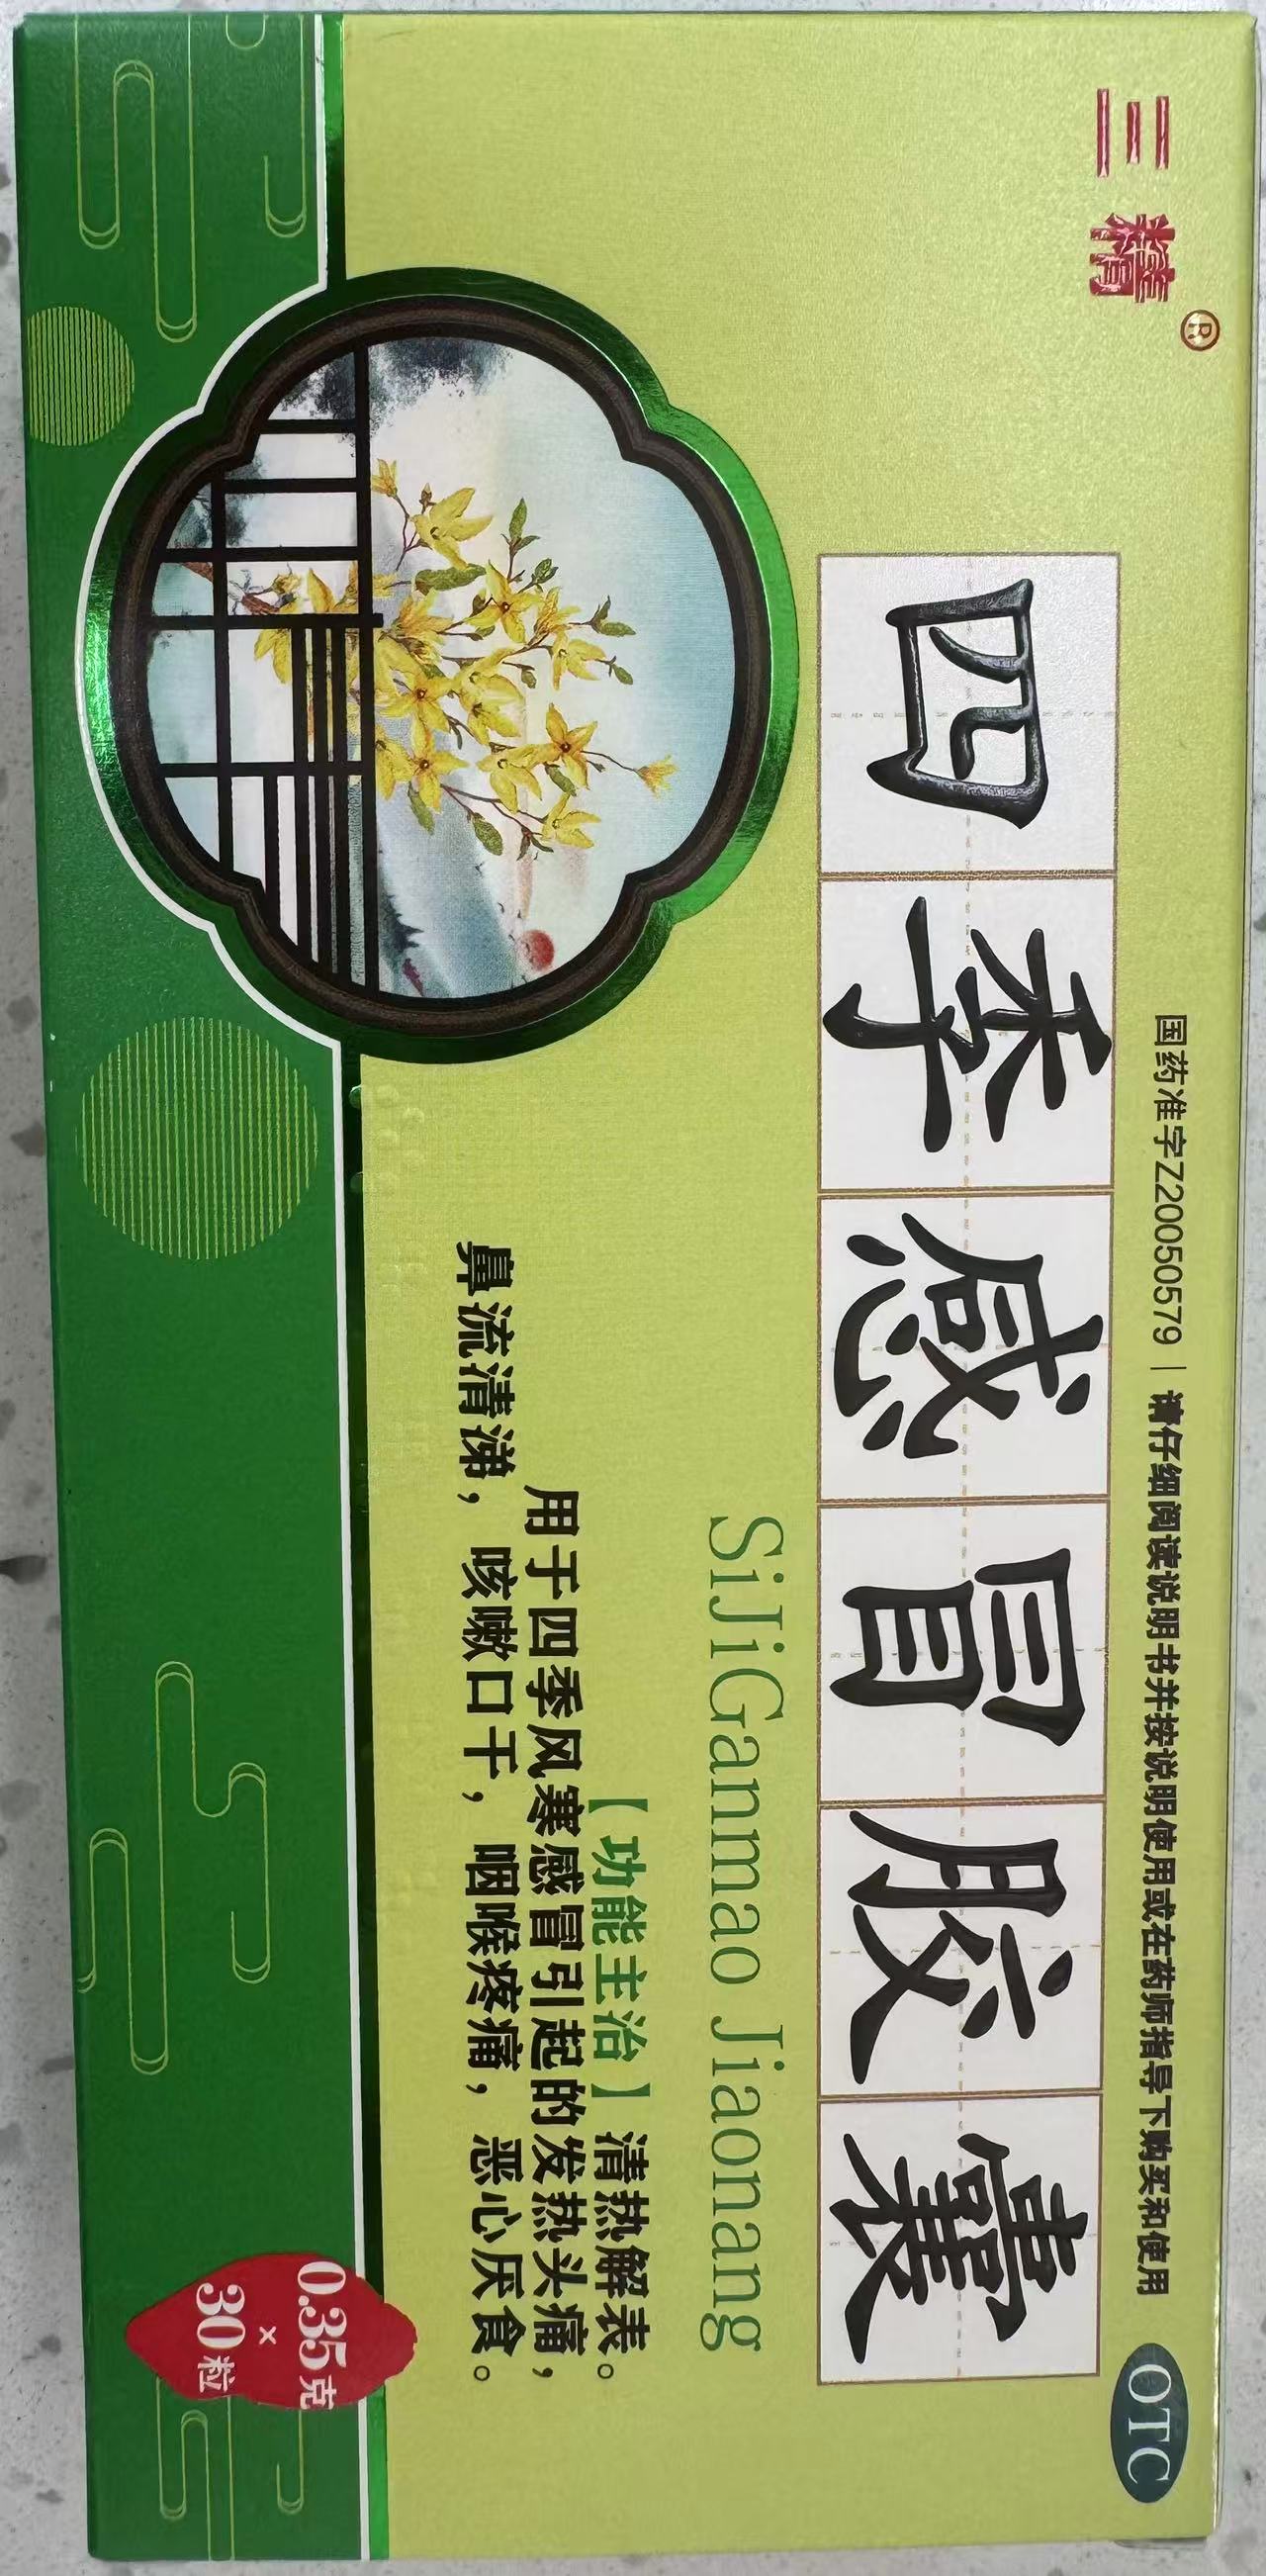 三精®
国药准字Z20050579｜请仔细阅读说明书并按说明使用或在药师指导下购买和使用
OTC
四季感冒胶囊
SiJiGanmao Jiaonang
【功能主治】清热解表。
用于四季风寒感冒引起的发热头痛，
鼻流清涕，咳嗽口干，咽喉疼痛，恶心厌食。
0.35克
×
30粒